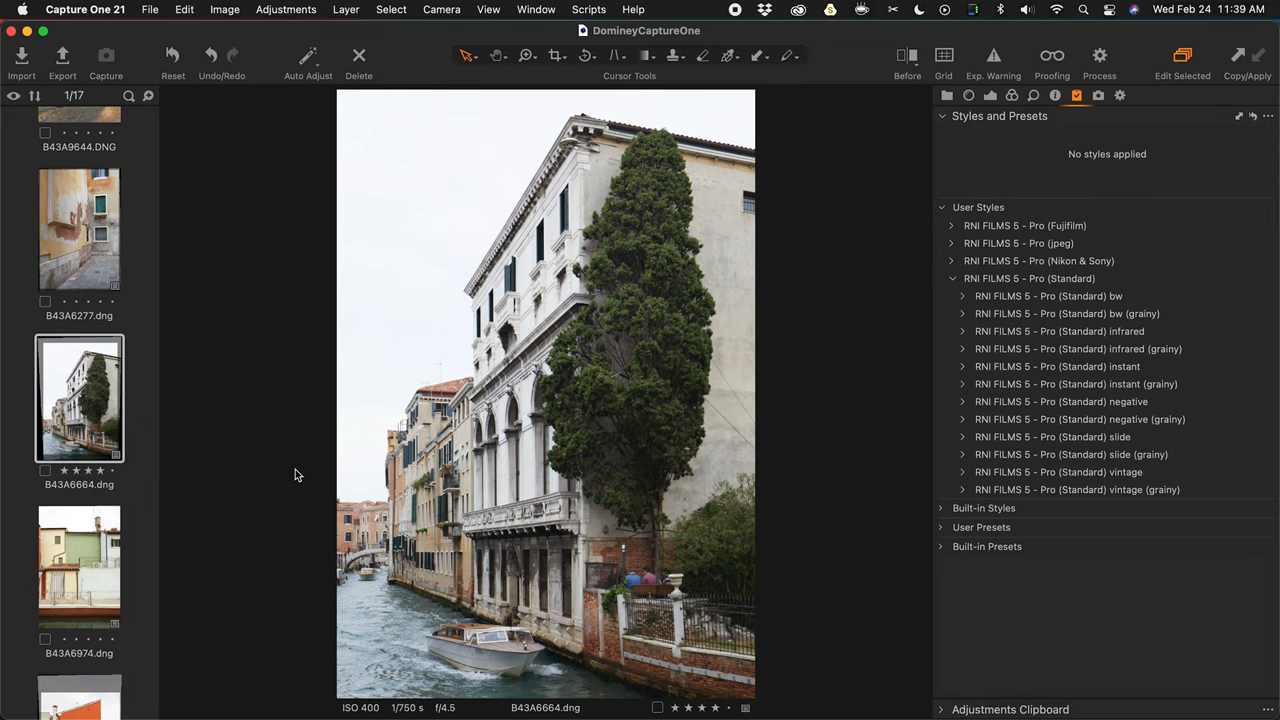 Capture One 21 File Edit Image Adjustments Layer Select Camera View Window Scripts Help Wed Feb 24 11:39 AM
DomineyCaptureOne
Import Export Capture Reset Undo/Redo Auto Adjust Delete Cursor Tools Before Grid Exp. Warning Proofing Process Edit Selected Copy/Apply
1/17
B43A9644.DNG
B43A6277.dng
B43A6664.dng
B43A6974.dng
ISO 400 1/750 s f/4.5 B43A6664.dng
Styles and Presets
No styles applied
User Styles
RNI FILMS 5 - Pro (Fujifilm)
RNI FILMS 5 - Pro (jpeg)
RNI FILMS 5 - Pro (Nikon & Sony)
RNI FILMS 5 - Pro (Standard)
RNI FILMS 5 - Pro (Standard) bw
RNI FILMS 5 - Pro (Standard) bw (grainy)
RNI FILMS 5 - Pro (Standard) infrared
RNI FILMS 5 - Pro (Standard) infrared (grainy)
RNI FILMS 5 - Pro (Standard) instant
RNI FILMS 5 - Pro (Standard) instant (grainy)
RNI FILMS 5 - Pro (Standard) negative
RNI FILMS 5 - Pro (Standard) negative (grainy)
RNI FILMS 5 - Pro (Standard) slide
RNI FILMS 5 - Pro (Standard) slide (grainy)
RNI FILMS 5 - Pro (Standard) vintage
RNI FILMS 5 - Pro (Standard) vintage (grainy)
Built-in Styles
User Presets
Built-in Presets
Adjustments Clipboard